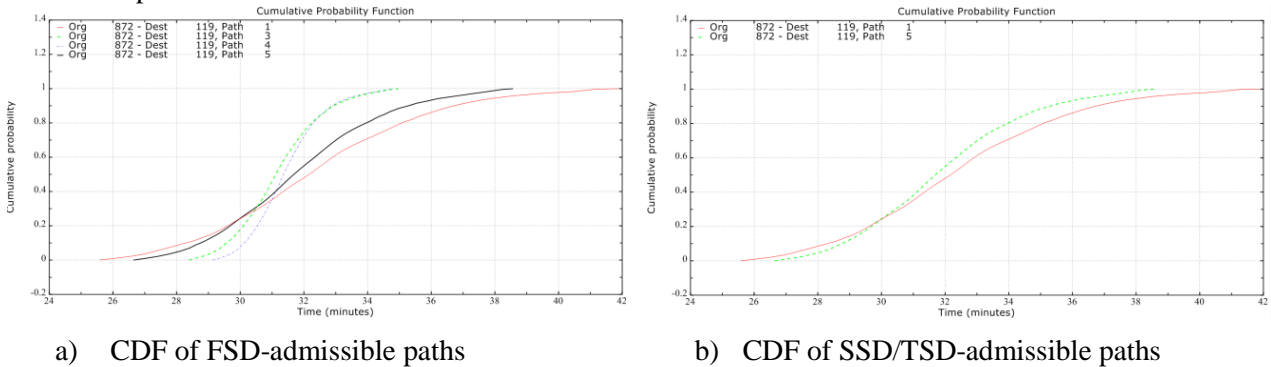 Cumulative Probability Function
Org 872 - Dest 119, Path 1
Org 872 - Dest 119, Path 3
Org 872 - Dest 119, Path 4
Org 872 - Dest 119, Path 5
Cumulative probability
1.4
1.2
1
0.8
0.6
0.4
0.2
0
-0.2
24 26 28 30 32 34 36 38 40 42
Time (minutes)
a) CDF of FSD-admissible paths
Cumulative Probability Function
Org 872 - Dest 119, Path 1
Org 872 - Dest 119, Path 5
Cumulative probability
1.4
1.2
1
0.8
0.6
0.4
0.2
0
-0.2
24 26 28 30 32 34 36 38 40 42
Time (minutes)
b) CDF of SSD/TSD-admissible paths